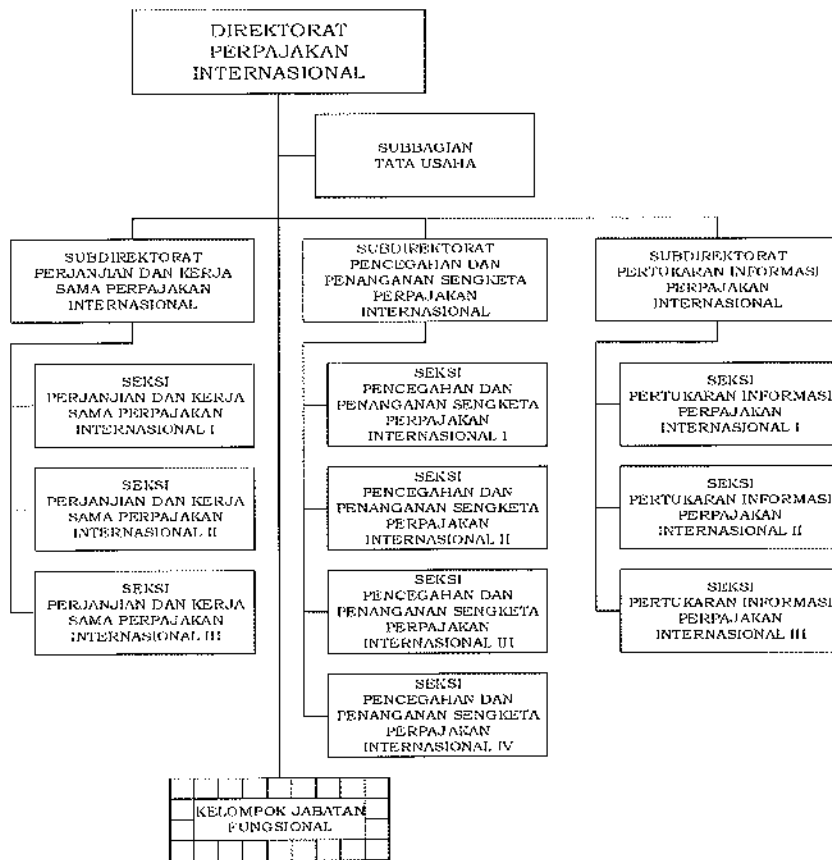 DIREKTORAT
PERPAJAKAN
INTERNASIONAL
SUBBAGIAN
TATA USAHA
SUBDIREKTORAT
PERJANJIAN DAN KERJA
SAMA PERPAJAKAN
INTERNASIONAL
SEKSI
PERJANJIAN DAN KERJA
SAMA PERPAJAKAN
INTERNASIONAL I
SEKSI
PERJANJIAN DAN KERJA
SAMA PERPAJAKAN
INTERNASIONAL II
SEKSI
PERJANJIAN DAN KERJA
SAMA PERPAJAKAN
INTERNASIONAL III
SUBDIREKTORAT
PENCEGAHAN DAN
PENANGANAN SENGKETA
PERPAJAKAN
INTERNASIONAL
SEKSI
PENCEGAHAN DAN
PENANGANAN SENGKETA
PERPAJAKAN
INTERNASIONAL I
SEKSI
PENCEGAHAN DAN
PENANGANAN SENGKETA
PERPAJAKAN
INTERNASIONAL II
SEKSI
PENCEGAHAN DAN
PENANGANAN SENGKETA
PERPAJAKAN
INTERNASIONAL III
SEKSI
PENCEGAHAN DAN
PENANGANAN SENGKETA
PERPAJAKAN
INTERNASIONAL IV
SUBDIREKTORAT
PERTUKARAN INFORMASI
PERPAJAKAN
INTERNASIONAL
SEKSI
PERTUKARAN INFORMASI
PERPAJAKAN
INTERNASIONAL I
SEKSI
PERTUKARAN INFORMASI
PERPAJAKAN
INTERNASIONAL II
SEKSI
PERTUKARAN INFORMASI
PERPAJAKAN
INTERNASIONAL III
KELOMPOK JABATAN
FUNGSIONAL